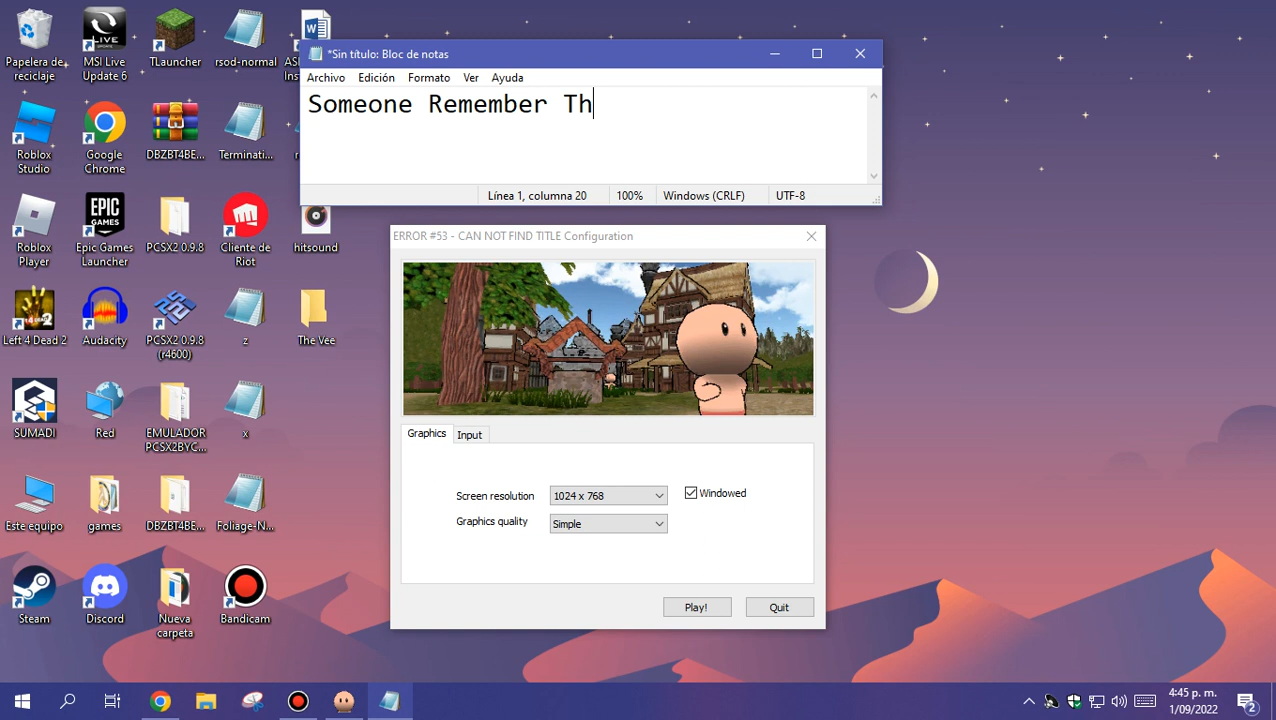 Papelera de reciclaje
MSI Live Update 6
TLauncher
rsod-normal
LIVE
UPDATE
W
Roblox Studio
Google Chrome
DBZBT4BE...
Terminati...
Roblox Player
EPIC
GAMES
Epic Games Launcher
PCSX2 0.9.8
Cliente de Riot
hitsound
Left 4 Dead 2
Audacity
PCSX2 0.9.8 (r4600)
z
The Vee
SUMADI
Red
EMULADOR PCSX2BYC...
x
Este equipo
games
DBZBT4BE...
Foliage-N...
Steam
Discord
Nueva carpeta
Bandicam
*Sin título: Bloc de notas
Archivo Edición Formato Ver Ayuda
Someone Remember Th
Línea 1, columna 20 100% Windows (CRLF) UTF-8
ERROR #53 - CAN NOT FIND TITLE Configuration
Graphics Input
Screen resolution 1024 x 768 Windowed
Graphics quality Simple
Play! Quit
4:45 p. m.
1/09/2022
2